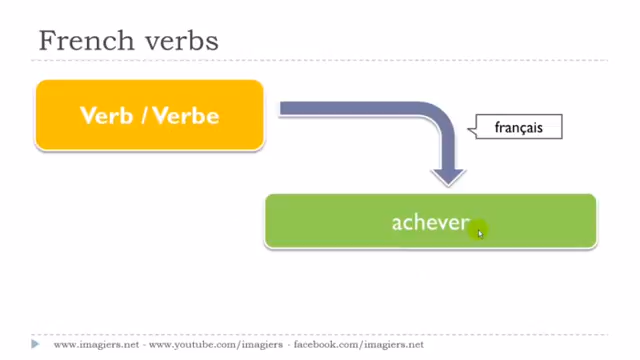 French verbs
Verb / Verbe
français
achever
www.imagiers.net - www.youtube.com/imagiers - facebook.com/imagiers.net